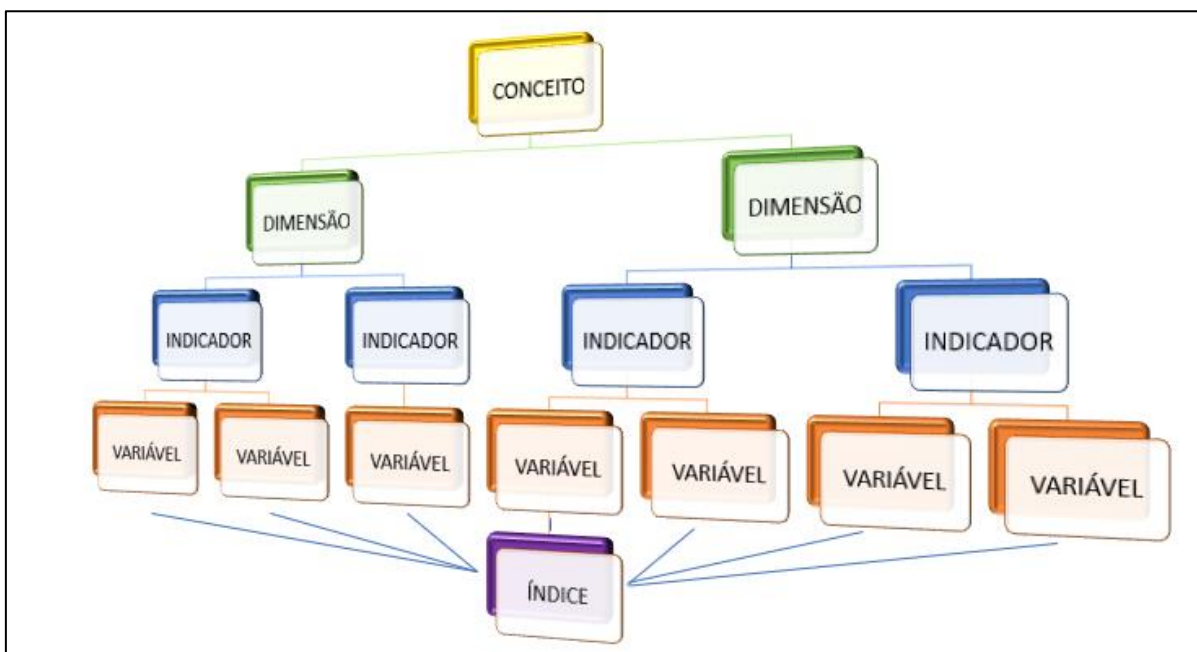 CONCEITO
DIMENSÃO
DIMENSÃO
INDICADOR
INDICADOR
INDICADOR
INDICADOR
VARIÁVEL
VARIÁVEL
VARIÁVEL
VARIÁVEL
VARIÁVEL
VARIÁVEL
VARIÁVEL
ÍNDICE